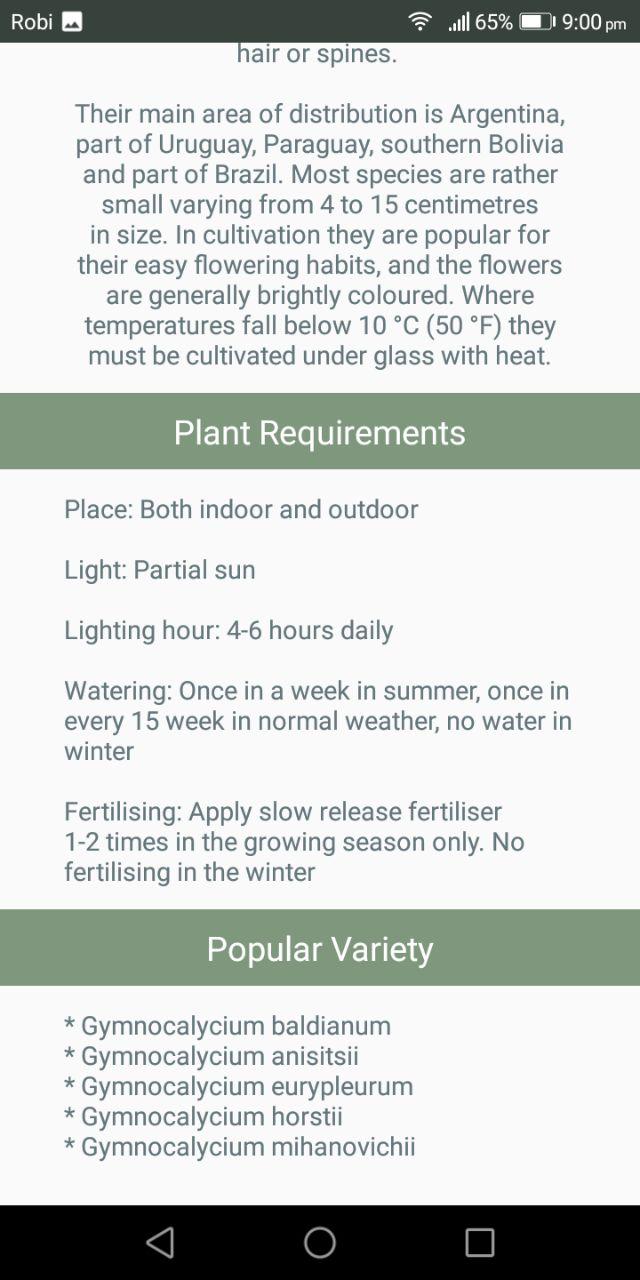 Robi 65% 9:00 pm
hair or spines.
Their main area of distribution is Argentina,
part of Uruguay, Paraguay, southern Bolivia
and part of Brazil. Most species are rather
small varying from 4 to 15 centimetres
in size. In cultivation they are popular for
their easy flowering habits, and the flowers
are generally brightly coloured. Where
temperatures fall below 10 °C (50 °F) they
must be cultivated under glass with heat.
Plant Requirements
Place: Both indoor and outdoor
Light: Partial sun
Lighting hour: 4-6 hours daily
Watering: Once in a week in summer, once in
every 15 week in normal weather, no water in
winter
Fertilising: Apply slow release fertiliser
1-2 times in the growing season only. No
fertilising in the winter
Popular Variety
* Gymnocalycium baldianum
* Gymnocalycium anisitsii
* Gymnocalycium eurypleurum
* Gymnocalycium horstii
* Gymnocalycium mihanovichii